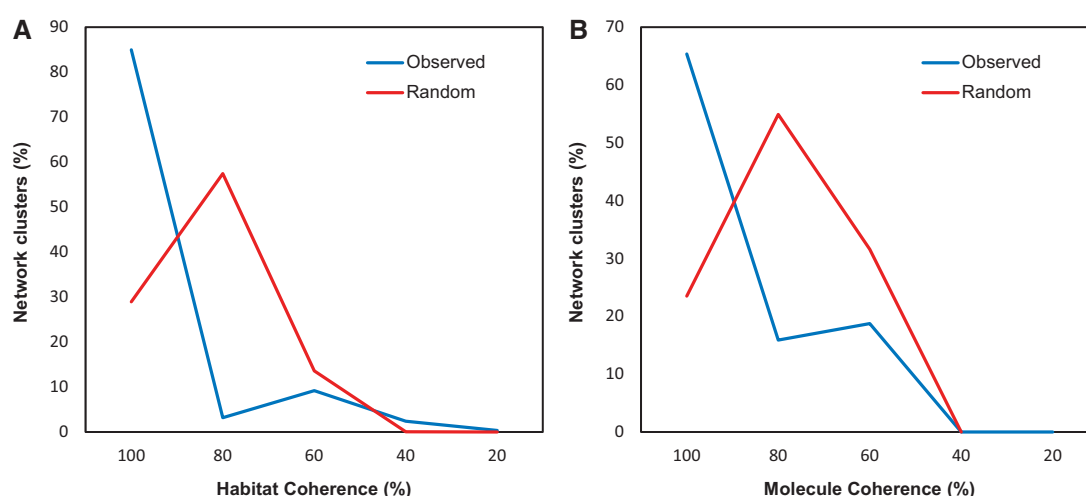 A
90
80
70
60
50
40
30
20
10
0
Network clusters (%)
Observed
Random
100 80 60 40 20
Habitat Coherence (%)
B
70
60
50
40
30
20
10
0
Network clusters (%)
Observed
Random
100 80 60 40 20
Molecule Coherence (%)